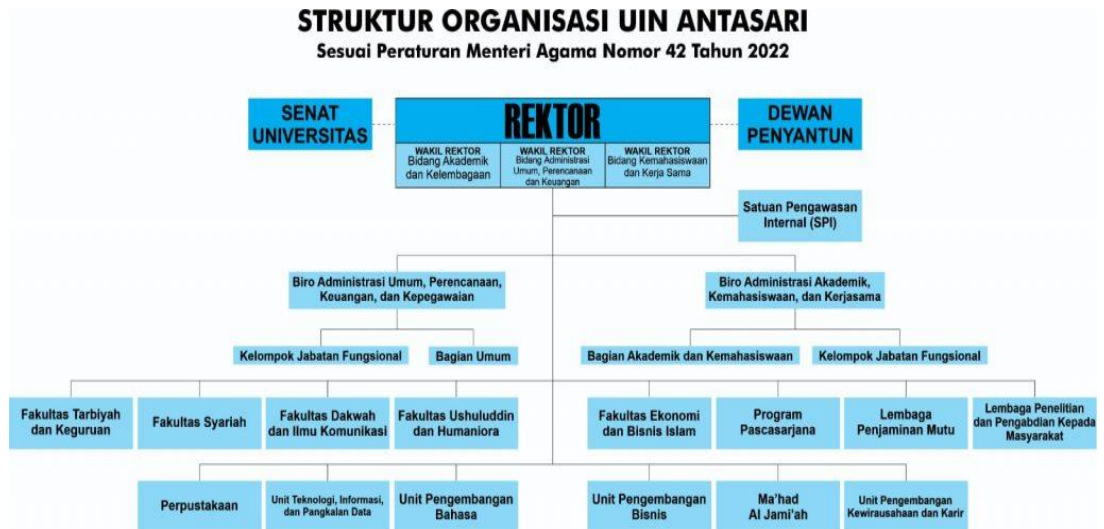 STRUKTUR ORGANISASI UIN ANTASARI
Sesuai Peraturan Menteri Agama Nomor 42 Tahun 2022
SENAT
UNIVERSITAS
REKTOR
WAKIL REKTOR
Bidang Akademik
dan Kelembagaan
WAKIL REKTOR
Bidang Administrasi
Umum, Perencanaan
dan Keuangan
WAKIL REKTOR
Bidang Kemahasiswaan
dan Kerja Sama
DEWAN
PENYANTUN
Satuan Pengawasan
Internal (SPI)
Biro Administrasi Umum, Perencanaan,
Keuangan, dan Kepegawaian
Biro Administrasi Akademik,
Kemahasiswaan, dan Kerjasama
Kelompok Jabatan Fungsional
Bagian Umum
Bagian Akademik dan Kemahasiswaan
Kelompok Jabatan Fungsional
Fakultas Tarbiyah
dan Keguruan
Fakultas Syariah
Fakultas Dakwah
dan Ilmu Komunikasi
Fakultas Ushuluddin
dan Humaniora
Fakultas Ekonomi
dan Bisnis Islam
Program
Pascasarjana
Lembaga
Penjaminan Mutu
Lembaga Penelitian
dan Pengabdian Kepada
Masyarakat
Perpustakaan
Unit Teknologi, Informasi,
dan Pangkalan Data
Unit Pengembangan
Bahasa
Unit Pengembangan
Bisnis
Ma'had
Al Jami'ah
Unit Pengembangan
Kewirausahaan dan Karir